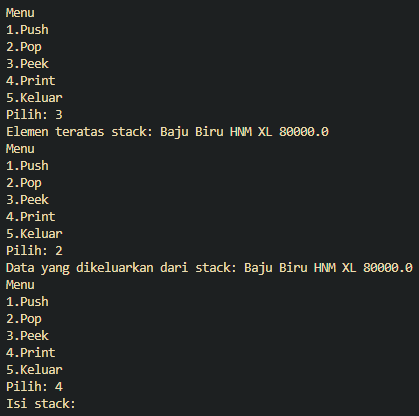 Menu
1.Push
2.Pop
3.Peek
4.Print
5.Keluar
Pilih: 3
Elemen teratas stack: Baju Biru HNM XL 80000.0
Menu
1.Push
2.Pop
3.Peek
4.Print
5.Keluar
Pilih: 2
Data yang dikeluarkan dari stack: Baju Biru HNM XL 80000.0
Menu
1.Push
2.Pop
3.Peek
4.Print
5.Keluar
Pilih: 4
Isi stack: